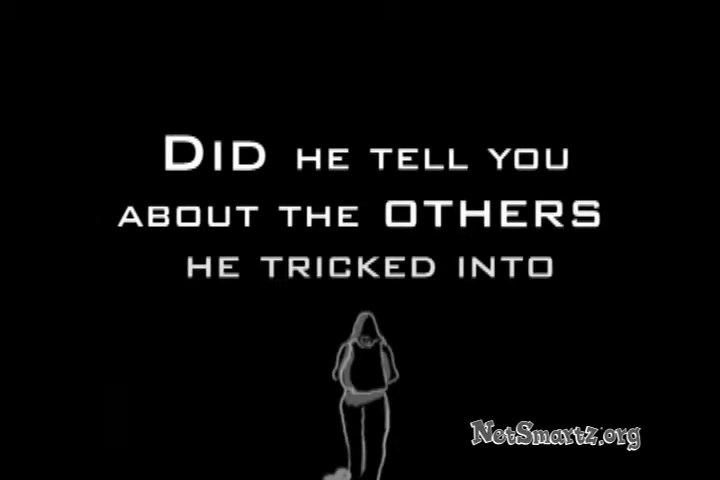 DID HE TELL YOU
ABOUT THE OTHERS
HE TRICKED INTO
NetSmartz.org